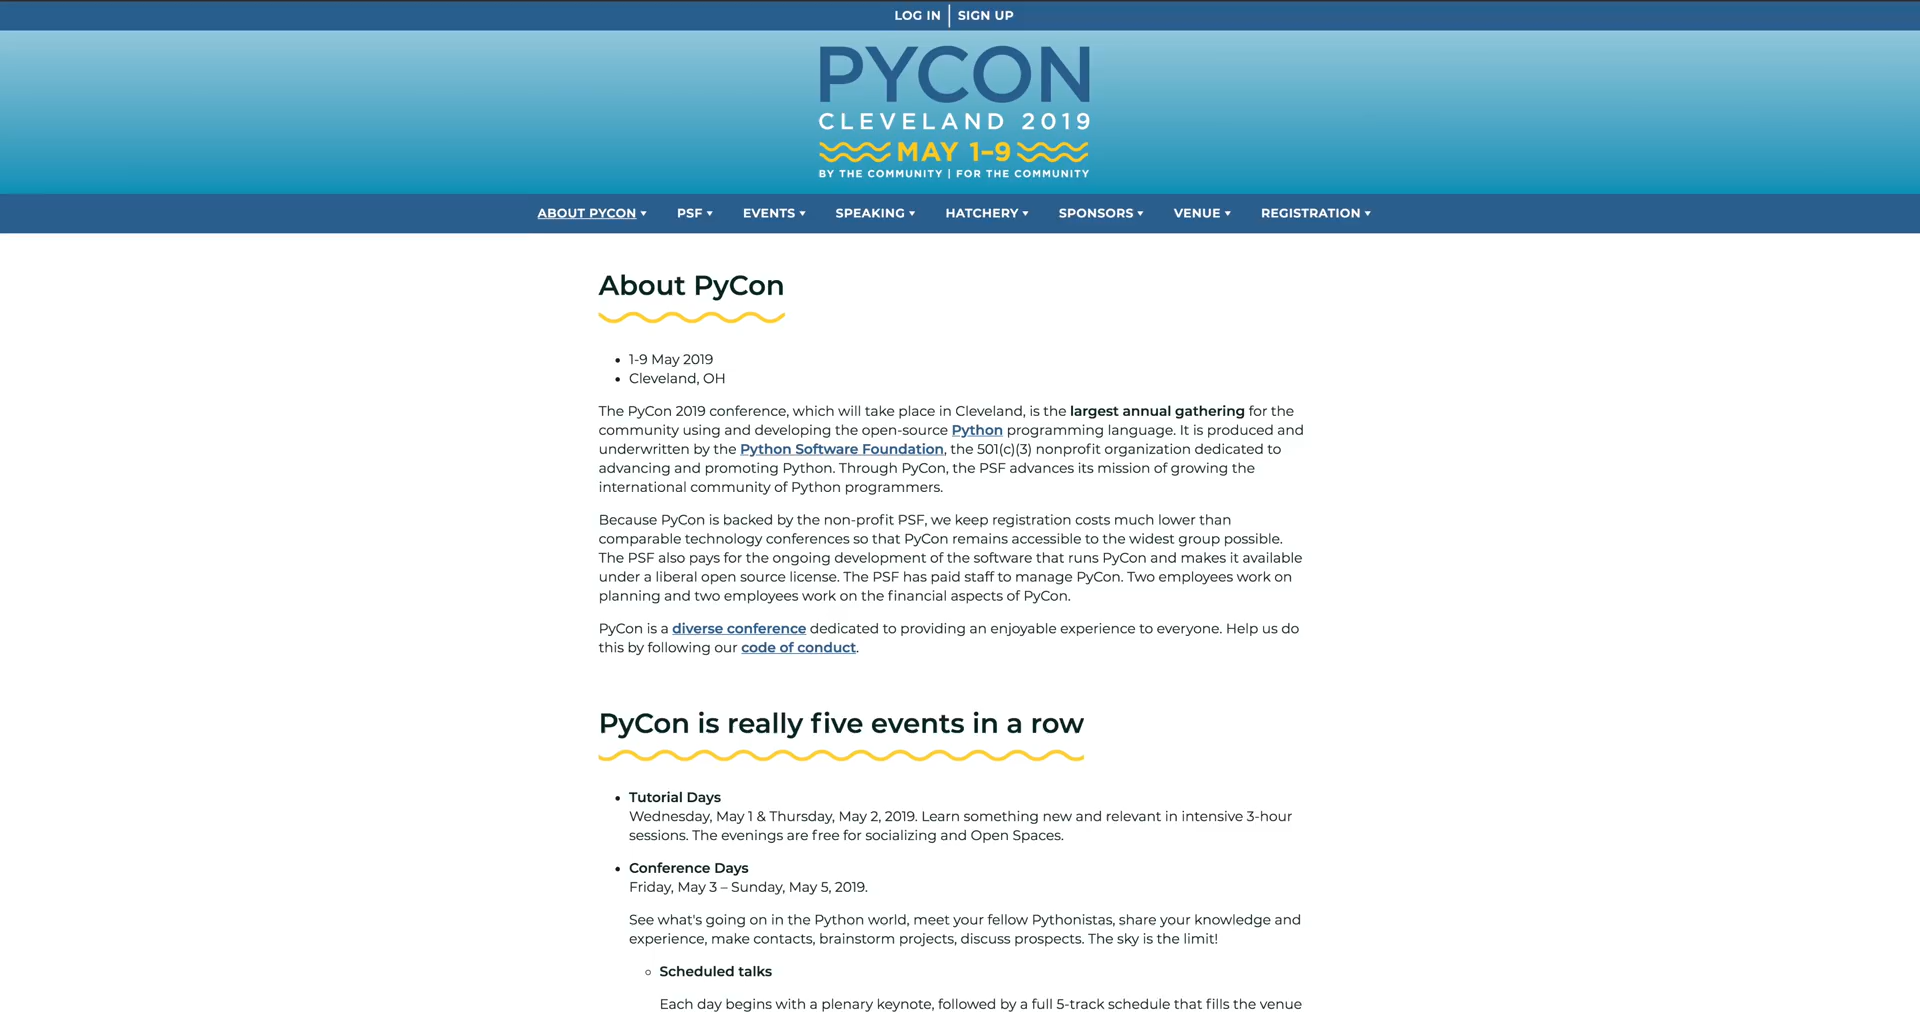 LOG IN | SIGN UP
PYCON
CLEVELAND 2019
MAY 1-9
BY THE COMMUNITY | FOR THE COMMUNITY
ABOUT PYCON PSF EVENTS SPEAKING HATCHERY SPONSORS VENUE REGISTRATION
About PyCon
• 1-9 May 2019
• Cleveland, OH
The PyCon 2019 conference, which will take place in Cleveland, is the largest annual gathering for the
community using and developing the open-source Python programming language. It is produced and
underwritten by the Python Software Foundation, the 501(c)(3) nonprofit organization dedicated to
advancing and promoting Python. Through PyCon, the PSF advances its mission of growing the
international community of Python programmers.
Because PyCon is backed by the non-profit PSF, we keep registration costs much lower than
comparable technology conferences so that PyCon remains accessible to the widest group possible.
The PSF also pays for the ongoing development of the software that runs PyCon and makes it available
under a liberal open source license. The PSF has paid staff to manage PyCon. Two employees work on
planning and two employees work on the financial aspects of PyCon.
PyCon is a diverse conference dedicated to providing an enjoyable experience to everyone. Help us do
this by following our code of conduct.
PyCon is really five events in a row
• Tutorial Days
Wednesday, May 1 & Thursday, May 2, 2019. Learn something new and relevant in intensive 3-hour
sessions. The evenings are free for socializing and Open Spaces.
• Conference Days
Friday, May 3 – Sunday, May 5, 2019.
See what's going on in the Python world, meet your fellow Pythonistas, share your knowledge and
experience, make contacts, brainstorm projects, discuss prospects. The sky is the limit!
◦ Scheduled talks
Each day begins with a plenary keynote, followed by a full 5-track schedule that fills the venue